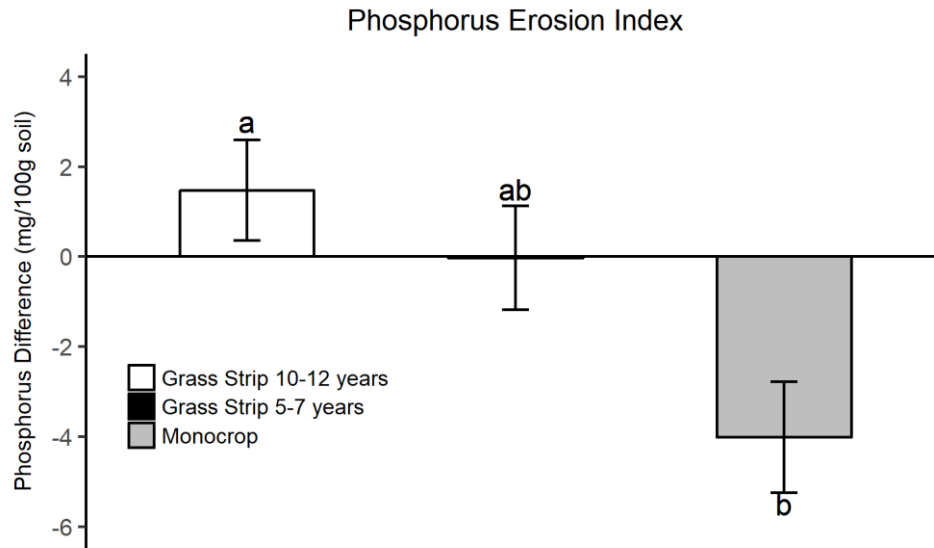 Phosphorus Erosion Index
Phosphorus Difference (mg/100g soil)
4
2
0
-2
-4
-6
a
ab
b
Grass Strip 10-12 years
Grass Strip 5-7 years
Monocrop